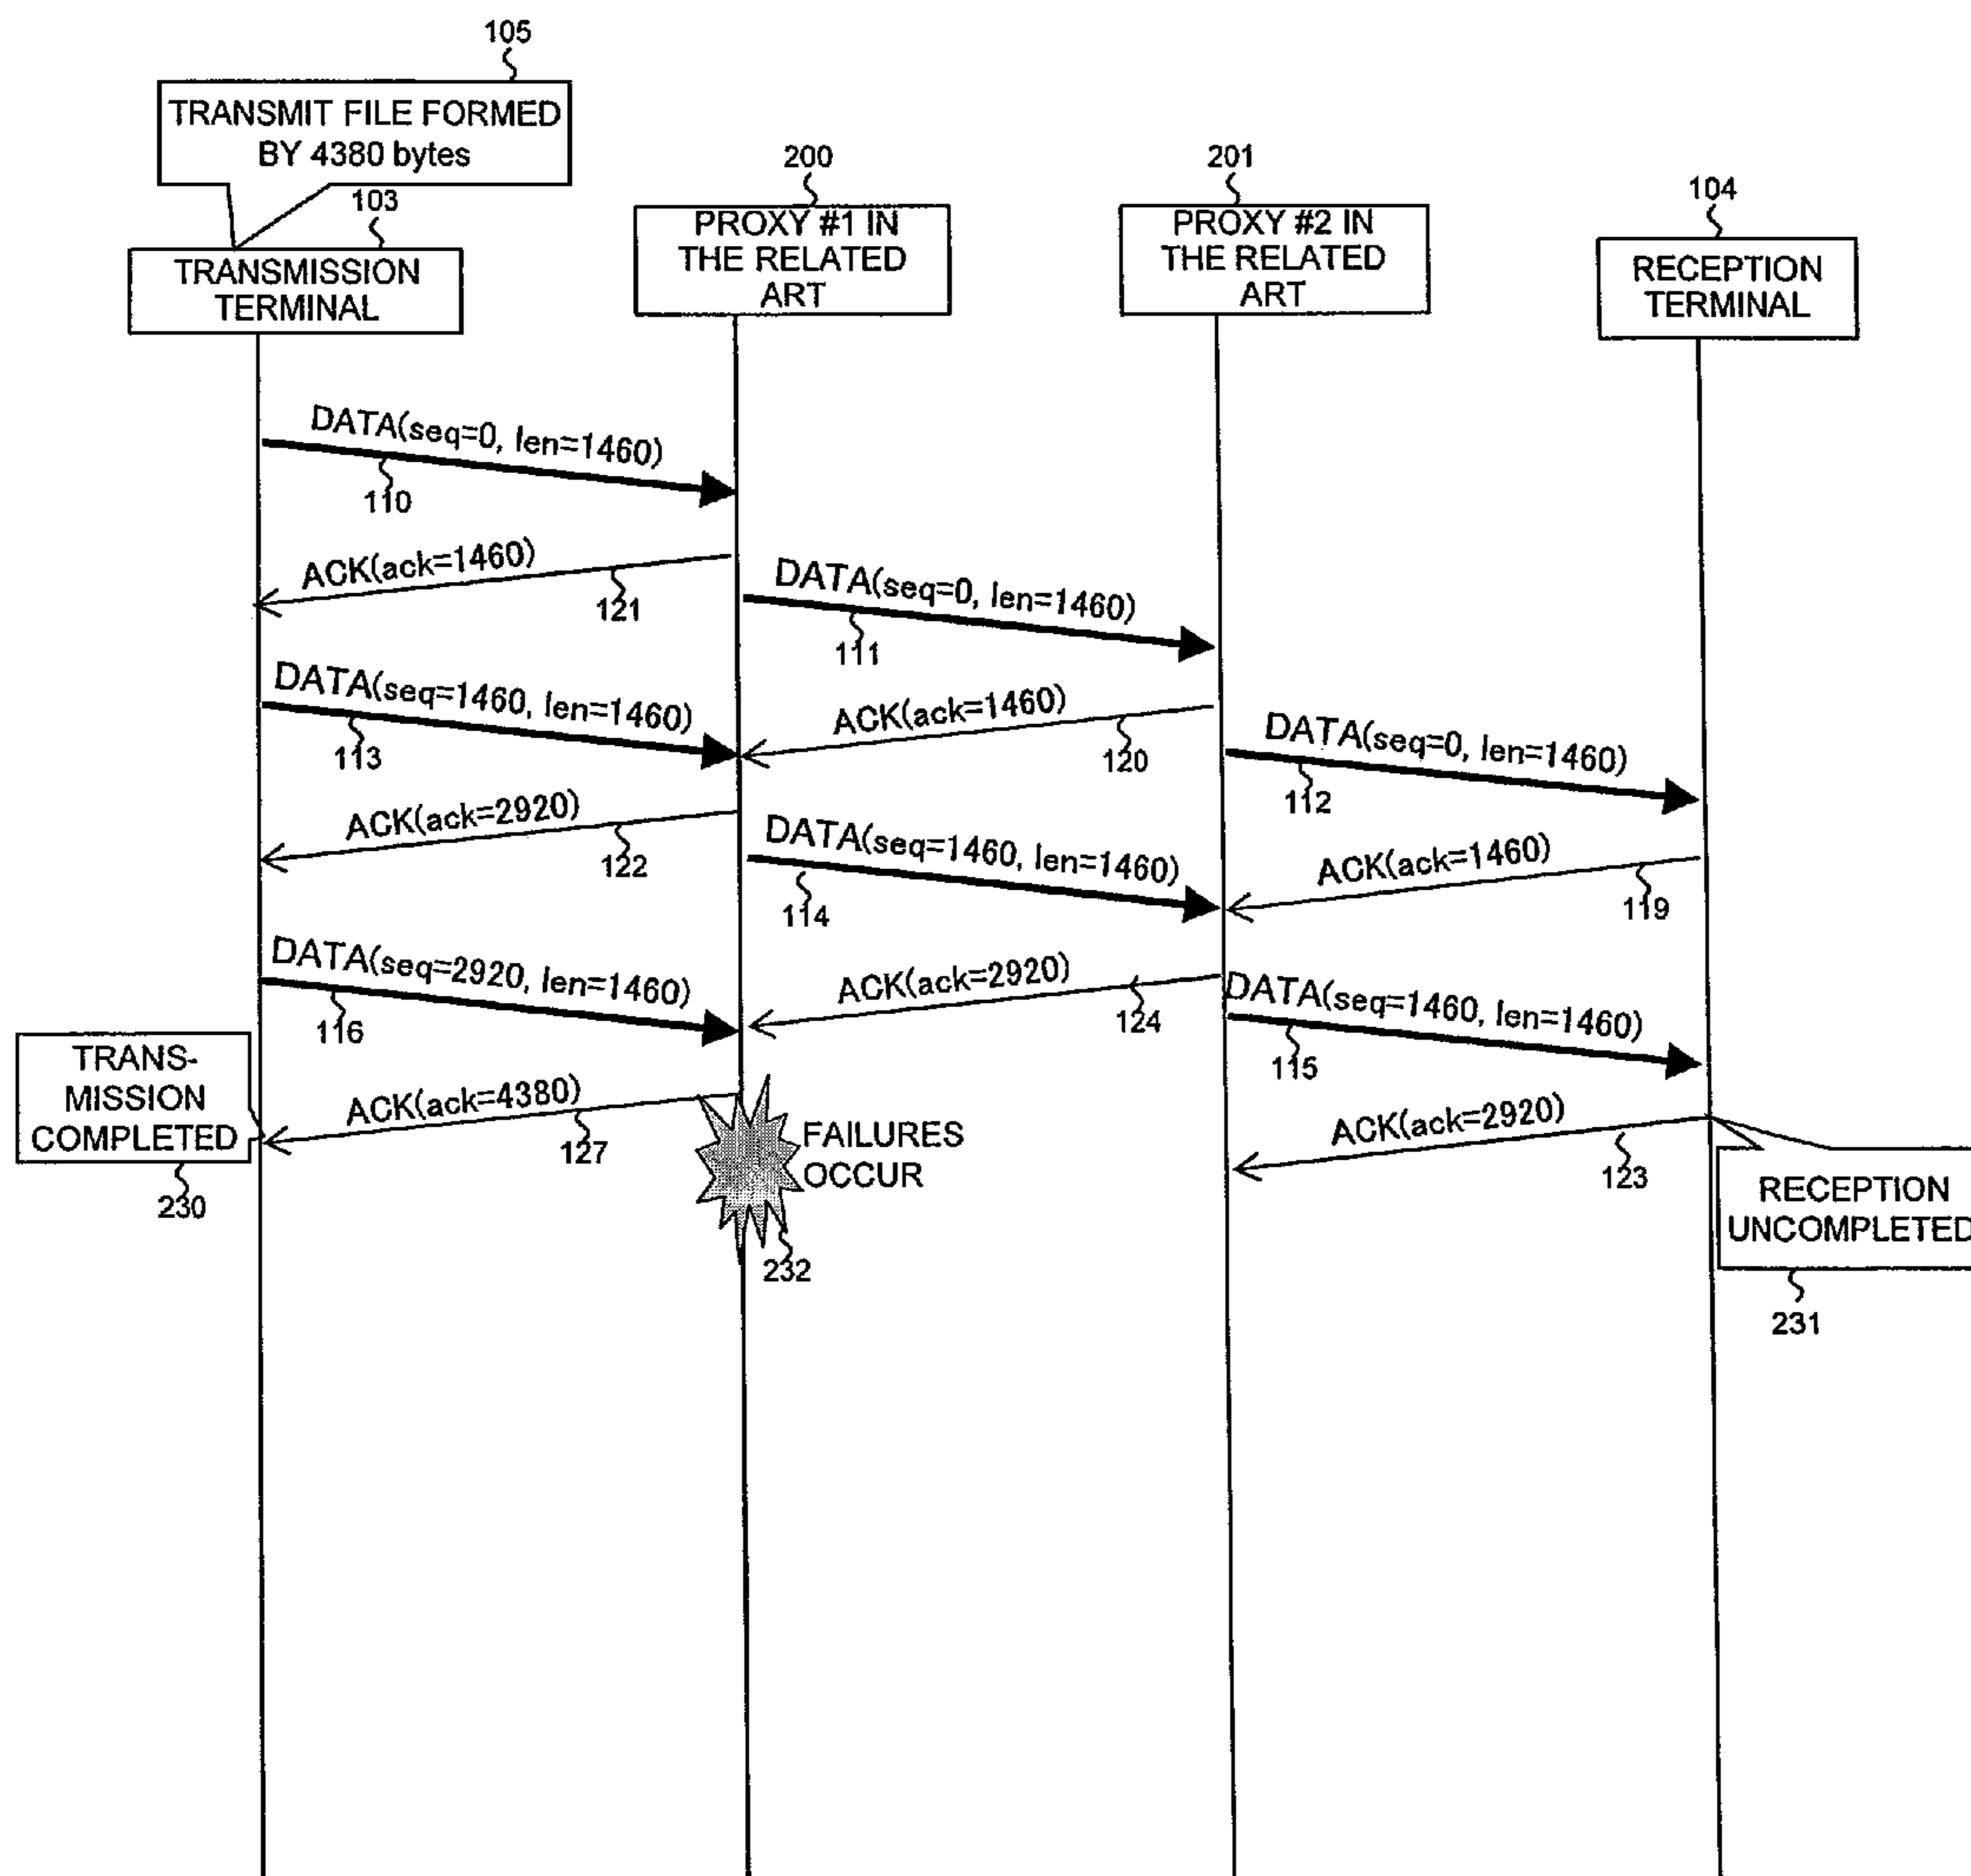 105
TRANSMIT FILE FORMED
BY 4380 bytes
103
TRANSMISSION
TERMINAL
200
PROXY #1 IN
THE RELATED
ART
201
PROXY #2 IN
THE RELATED
ART
104
RECEPTION
TERMINAL
DATA(seq=0, len=1460)
110
ACK(ack=1460)
121
DATA(seq=0, len=1460)
111
DATA(seq=1460, len=1460)
113
ACK(ack=1460)
120
DATA(seq=0, len=1460)
112
ACK(ack=2920)
122
DATA(seq=1460, len=1460)
114
ACK(ack=1460)
119
DATA(seq=2920, len=1460)
116
ACK(ack=2920)
124
DATA(seq=1460, len=1460)
115
TRANS-
MISSION
COMPLETED
230
ACK(ack=4380)
127
FAILURES
OCCUR
232
ACK(ack=2920)
123
RECEPTION
UNCOMPLETED
231